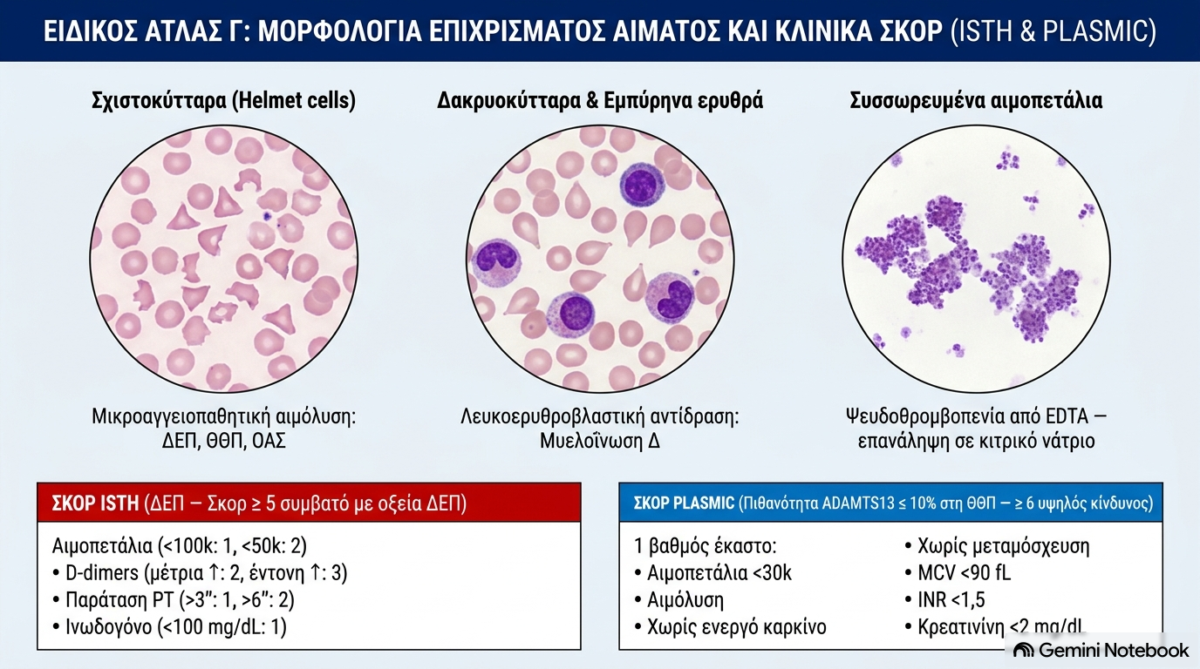 ΕΙΔΙΚΟΣ ΑΤΛΑΣ Γ: ΜΟΡΦΟΛΟΓΙΑ ΕΠΙΧΡΙΣΜΑΤΟΣ ΑΙΜΑΤΟΣ ΚΑΙ ΚΛΙΝΙΚΑ ΣΚΟΡ (ISTH & PLASMIC)
Σχιστοκύτταρα (Helmet cells)
Μικροαγγειοπαθητική αιμόλυση:
ΔΕΠ, ΘΘΠ, ΟΑΣ
Δακρυοκύτταρα & Εμπύρηνα ερυθρά
Λευκοερυθροβλαστική αντίδραση:
Μυελοΐνωση Δ
Συσσωρευμένα αιμοπετάλια
Ψευδοθρομβοπενία από EDTA —
επανάληψη σε κιτρικό νάτριο
ΣΚΟΡ ISTH (ΔΕΠ — Σκορ ≥ 5 συμβατό με οξεία ΔΕΠ)
Αιμοπετάλια (<100k: 1, <50k: 2)
• D-dimers (μέτρια ↑: 2, έντονη ↑: 3)
• Παράταση PT (>3”: 1, >6”: 2)
• Ινωδογόνο (<100 mg/dL: 1)
ΣΚΟΡ PLASMIC (Πιθανότητα ADAMTS13 ≤ 10% στη ΘΘΠ — ≥ 6 υψηλός κίνδυνος)
1 βαθμός έκαστο:
• Αιμοπετάλια <30k
• Αιμόλυση
• Χωρίς ενεργό καρκίνο
• Χωρίς μεταμόσχευση
• MCV <90 fL
• INR <1,5
• Κρεατινίνη <2 mg/dL
Gemini Notebook